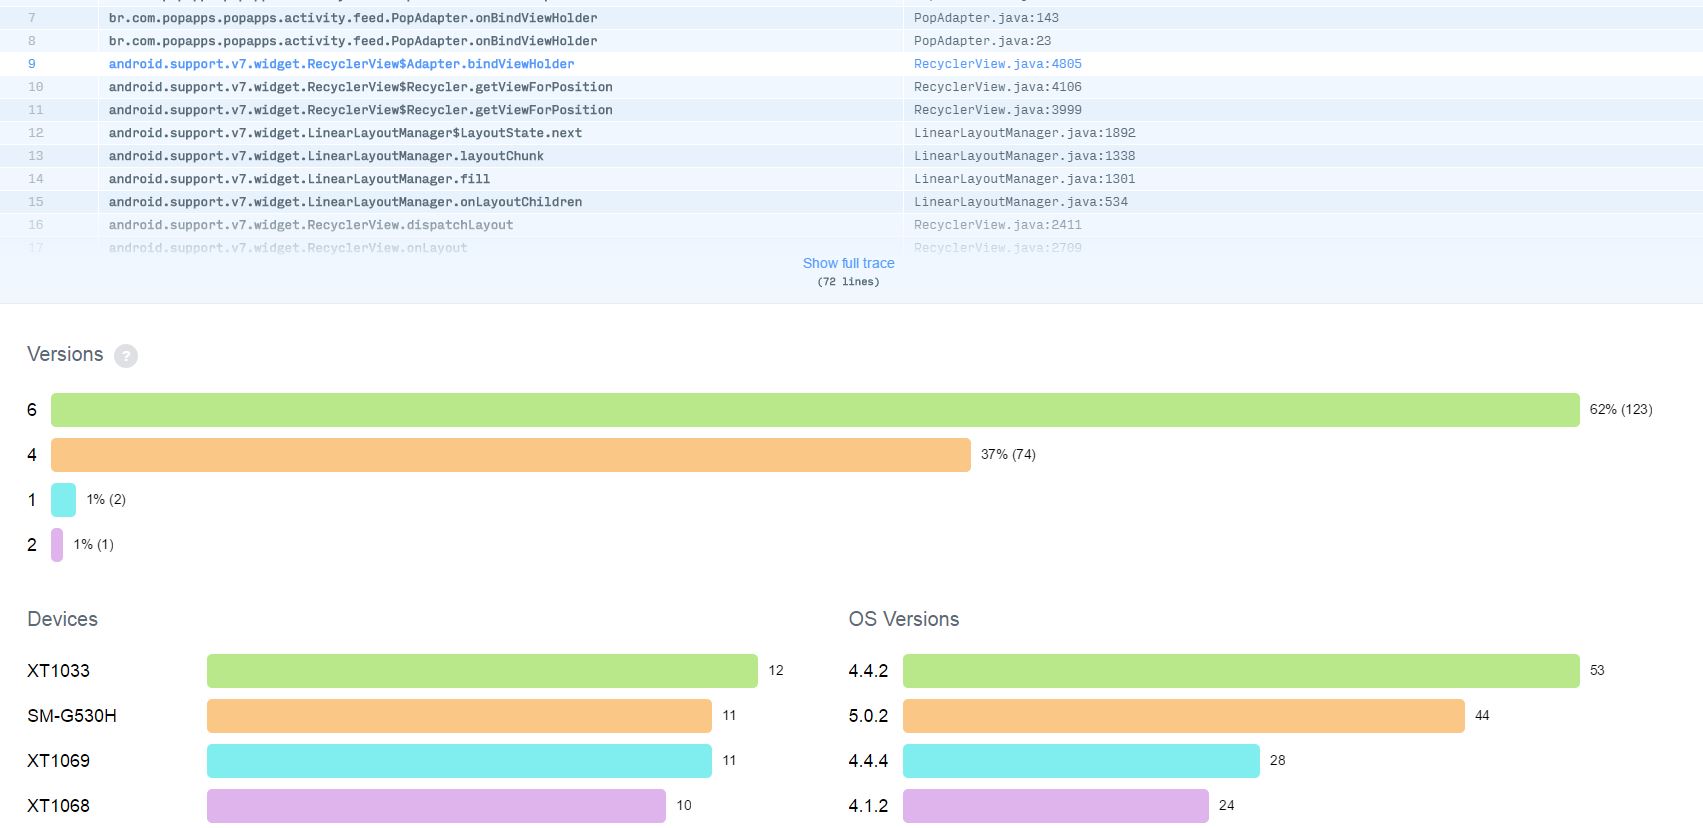 7 br.com.popapps.popapps.activity.feed.PopAdapter.onBindViewHolder PopAdapter.java:143
8 br.com.popapps.popapps.activity.feed.PopAdapter.onBindViewHolder PopAdapter.java:23
9 android.support.v7.widget.RecyclerView$Adapter.bindViewHolder RecyclerView.java:4805
10 android.support.v7.widget.RecyclerView$Recycler.getViewForPosition RecyclerView.java:4106
11 android.support.v7.widget.RecyclerView$Recycler.getViewForPosition RecyclerView.java:3999
12 android.support.v7.widget.LinearLayoutManager$LayoutState.next LinearLayoutManager.java:1892
13 android.support.v7.widget.LinearLayoutManager.layoutChunk LinearLayoutManager.java:1338
14 android.support.v7.widget.LinearLayoutManager.fill LinearLayoutManager.java:1301
15 android.support.v7.widget.LinearLayoutManager.onLayoutChildren LinearLayoutManager.java:534
16 android.support.v7.widget.RecyclerView.dispatchLayout RecyclerView.java:2411
17 android.support.v7.widget.RecyclerView.onLayout RecyclerView.java:2709
Show full trace
(72 lines)
Versions ?
6 62% (123)
4 37% (74)
1 1% (2)
2 1% (1)
Devices
XT1033 12
SM-G530H 11
XT1069 11
XT1068 10
OS Versions
4.4.2 53
5.0.2 44
4.4.4 28
4.1.2 24